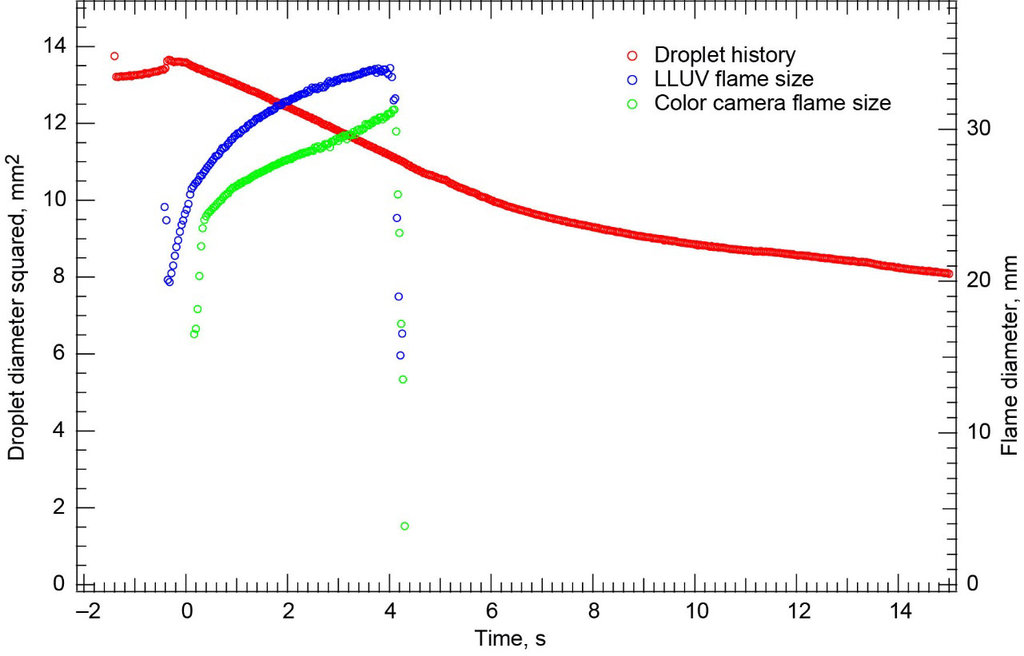 14
12
10
8
6
4
2
0
Droplet diameter squared, mm2
Droplet history
LLUV flame size
Color camera flame size
30
20
10
0
Flame diameter, mm
–2 0 2 4 6 8 10 12 14
Time, s